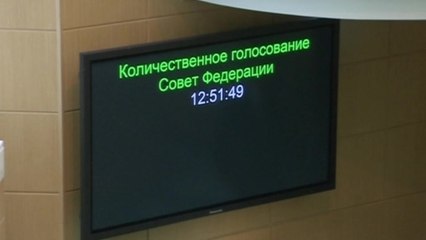 Количественное голосование
Совет Федерации
12:51:49